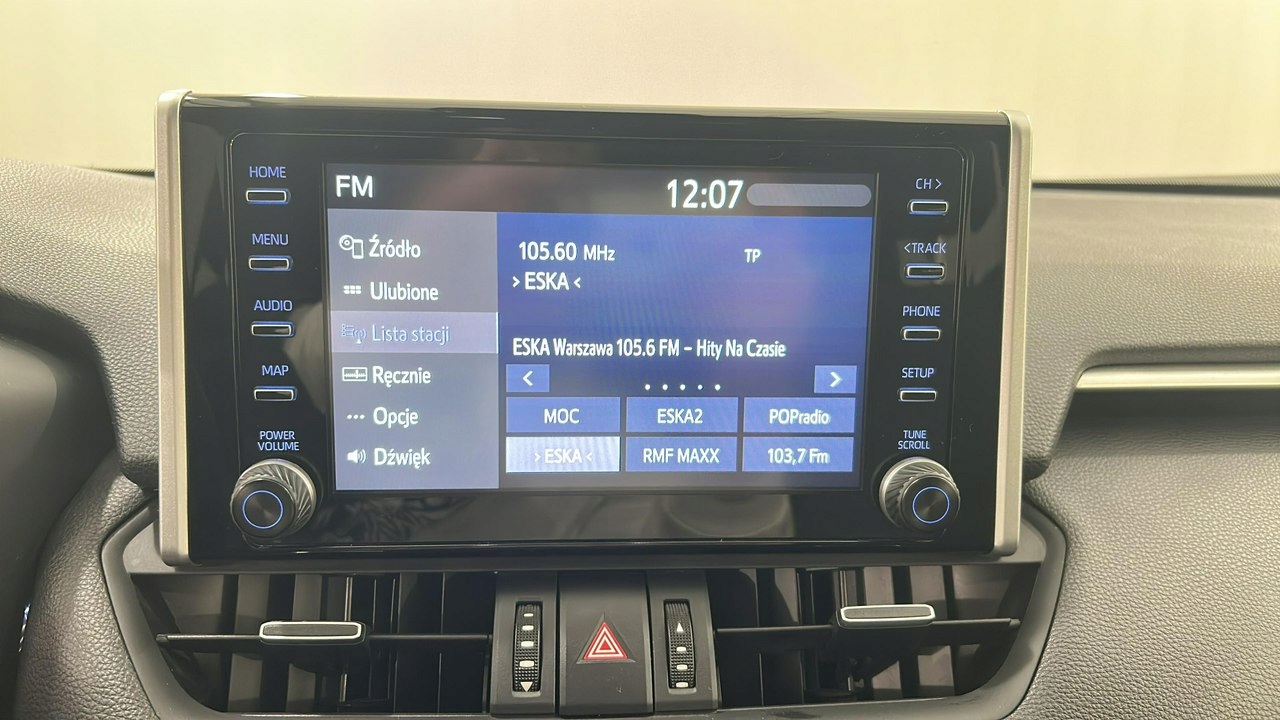 HOME
MENU
AUDIO
MAP
POWER
VOLUME
FM
12:07
Źródło
Ulubione
Lista stacji
Ręcznie
Opcje
Dźwięk
105.60 MHz
TP
> ESKA <
ESKA Warszawa 105.6 FM – Hity Na Czasie
MOC
ESKA2
POPradio
> ESKA <
RMF MAXX
103,7 Fm
CH >
< TRACK
PHONE
SETUP
TUNE
SCROLL